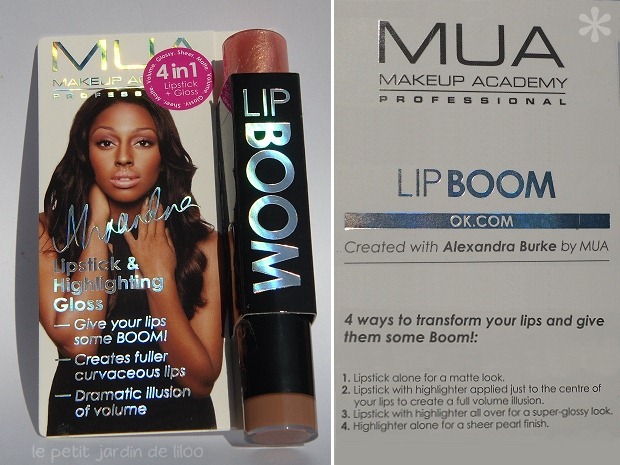 MUA
MAKEUP ACADEMY
PROFESSIONAL
4 in 1
Lipstick
+ Gloss
Lipstick &
Highlighting
Gloss
— Give your lips
some BOOM!
— Creates fuller
curvaceous lips
— Dramatic illusion
of volume
LIP BOOM
le petit jardin de liloo
MUA
MAKEUP ACADEMY
PROFESSIONAL
LIP BOOM
OK.COM
Created with Alexandra Burke by MUA
4 ways to transform your lips and give
them some Boom!:
1. Lipstick alone for a matte look.
2. Lipstick with highlighter applied just to the centre of
your lips to create a full volume illusion.
3. Lipstick with highlighter all over for a super-glossy look.
4. Highlighter alone for a sheer pearl finish.